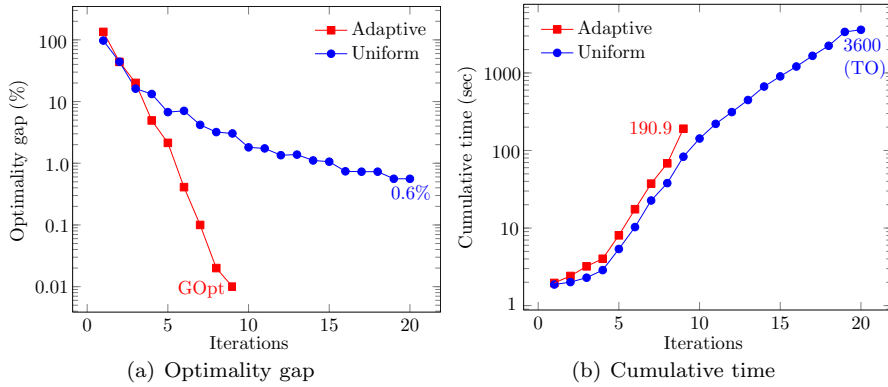 Adaptive
Uniform
Optimality gap (%)
100
10
1.0
0.1
0.01
0.6%
GOpt
0
5
10
15
20
Iterations
(a) Optimality gap
Adaptive
Uniform
Cumulative time (sec)
1000
100
10
1
190.9
3600
(TO)
0
5
10
15
20
Iterations
(b) Cumulative time